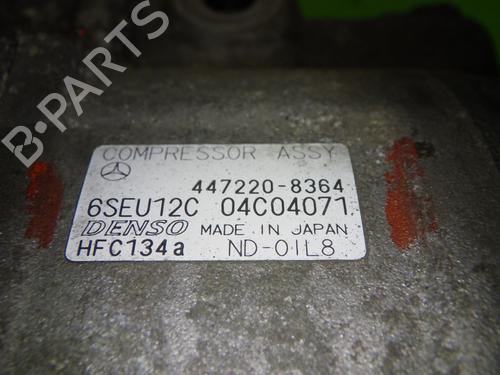 B-PARTS
COMPRESSOR ASSY
447220-8364
6SEU12C 04C04071
DENSO MADE IN JAPAN
HFC134a ND-OIL8